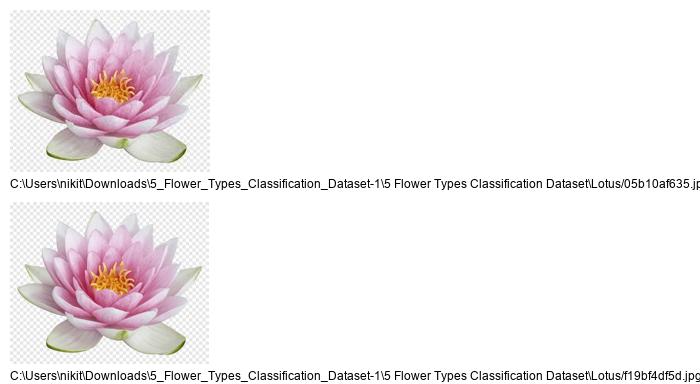 C:\Users\nikit\Downloads\5_Flower_Types_Classification_Dataset-1\5 Flower Types Classification Dataset\Lotus/05b10af635.jp
C:\Users\nikit\Downloads\5_Flower_Types_Classification_Dataset-1\5 Flower Types Classification Dataset\Lotus/f19bf4df5d.jpg